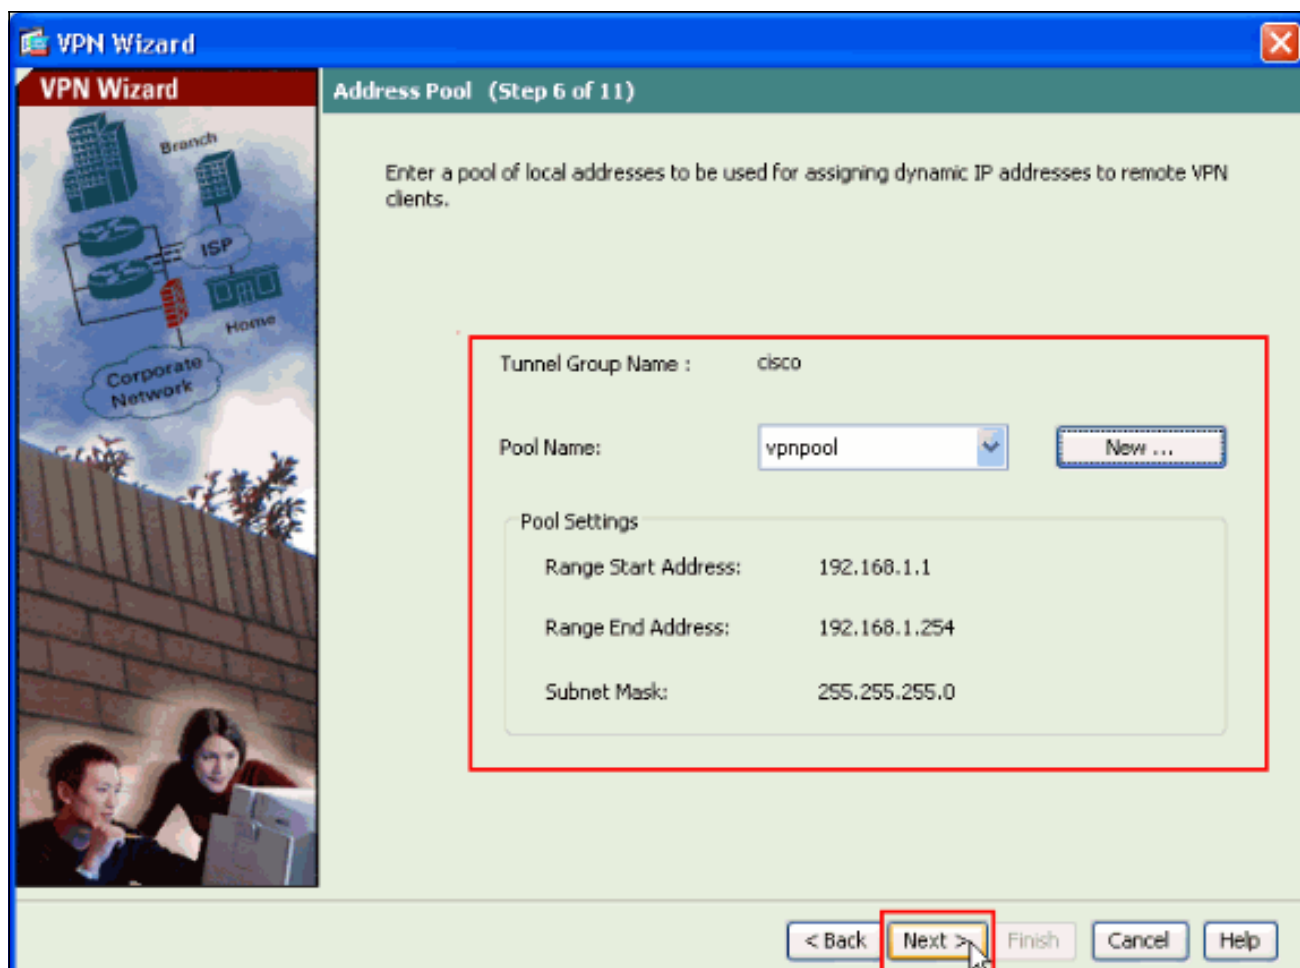 VPN Wizard
VPN Wizard
Address Pool (Step 6 of 11)
Branch
ISP
Home
Corporate
Network
Enter a pool of local addresses to be used for assigning dynamic IP addresses to remote VPN
clients.
Tunnel Group Name : cisco
Pool Name: vpnpool New ...
Pool Settings
Range Start Address: 192.168.1.1
Range End Address: 192.168.1.254
Subnet Mask: 255.255.255.0
< Back Next > Finish Cancel Help